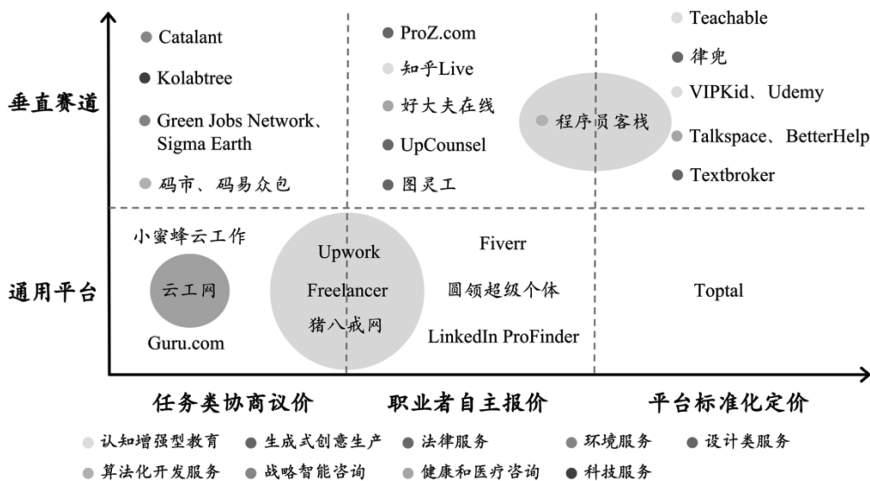 垂直赛道
Catalant
Kolabtree
Green Jobs Network、
Sigma Earth
码市、码易众包
ProZ.com
知乎Live
好大夫在线
UpCounsel
图灵工
程序员客栈
Teachable
律兜
VIPKid、Udemy
Talkspace、BetterHelp
Textbroker
通用平台
小蜜蜂云工作
云工网
Guru.com
Upwork
Freelancer
猪八戒网
Fiverr
圆领超级个体
LinkedIn ProFinder
Toptal
任务类协商议价 职业者自主报价 平台标准化定价
认知增强型教育 生成式创意生产 法律服务 环境服务 设计类服务
算法化开发服务 战略智能咨询 健康和医疗咨询 科技服务